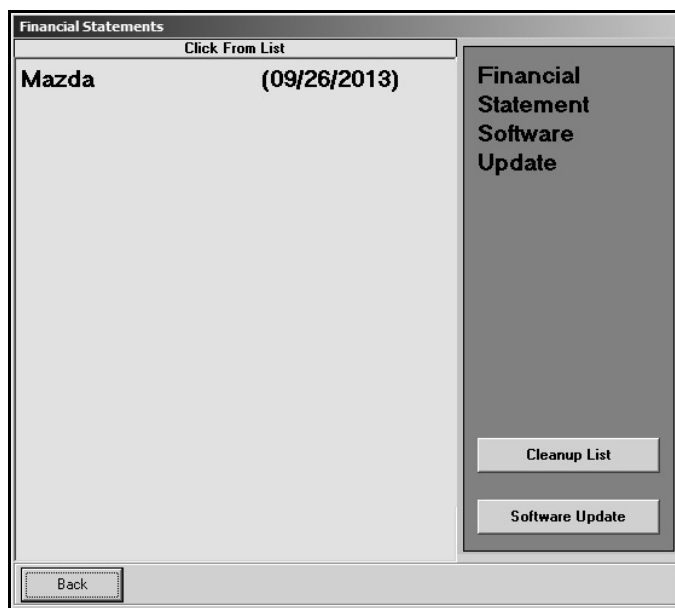 Financial Statements
Click From List
Mazda (09/26/2013)
Financial
Statement
Software
Update
Cleanup List
Software Update
Back